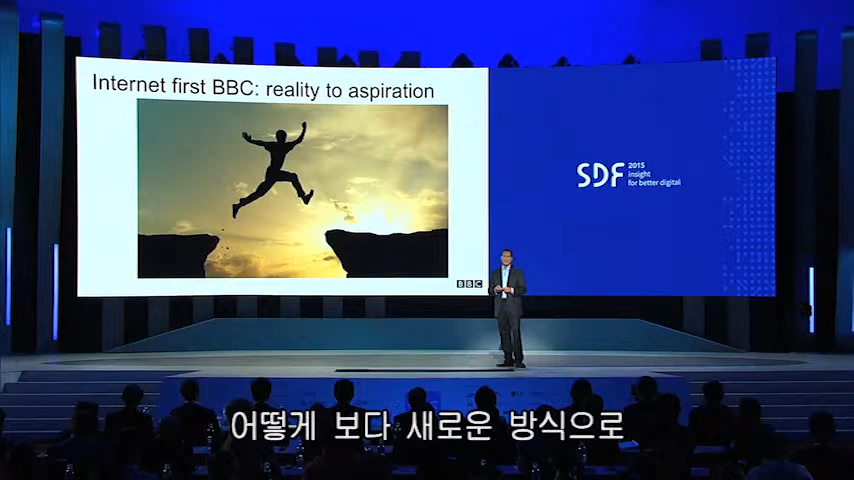 Internet first BBC: reality to aspiration
BBC
SDF
2015
insight
for better digital
어떻게 보다 새로운 방식으로